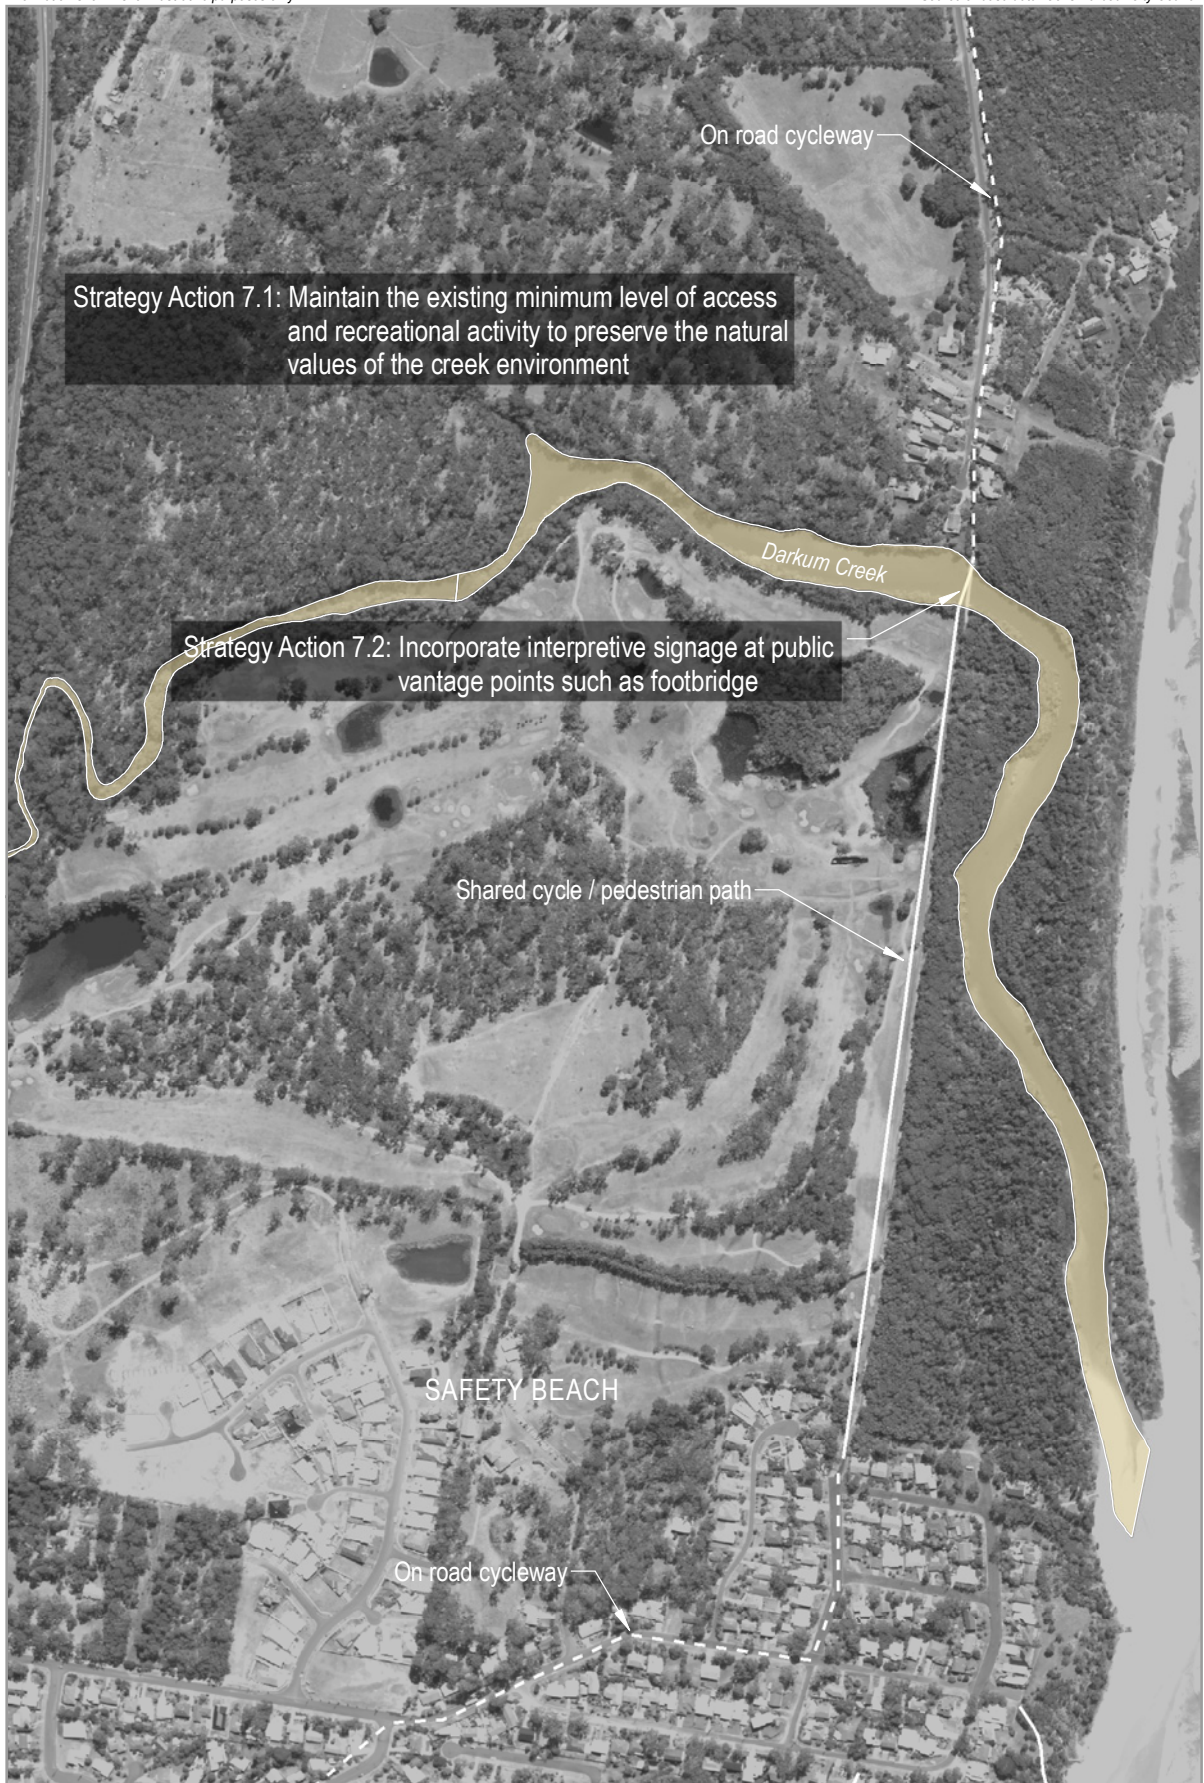 On road cycleway
Strategy Action 7.1: Maintain the existing minimum level of access
and recreational activity to preserve the natural
values of the creek environment
Darkum Creek
Strategy Action 7.2: Incorporate interpretive signage at public
vantage points such as footbridge
Shared cycle / pedestrian path
SAFETY BEACH
On road cycleway